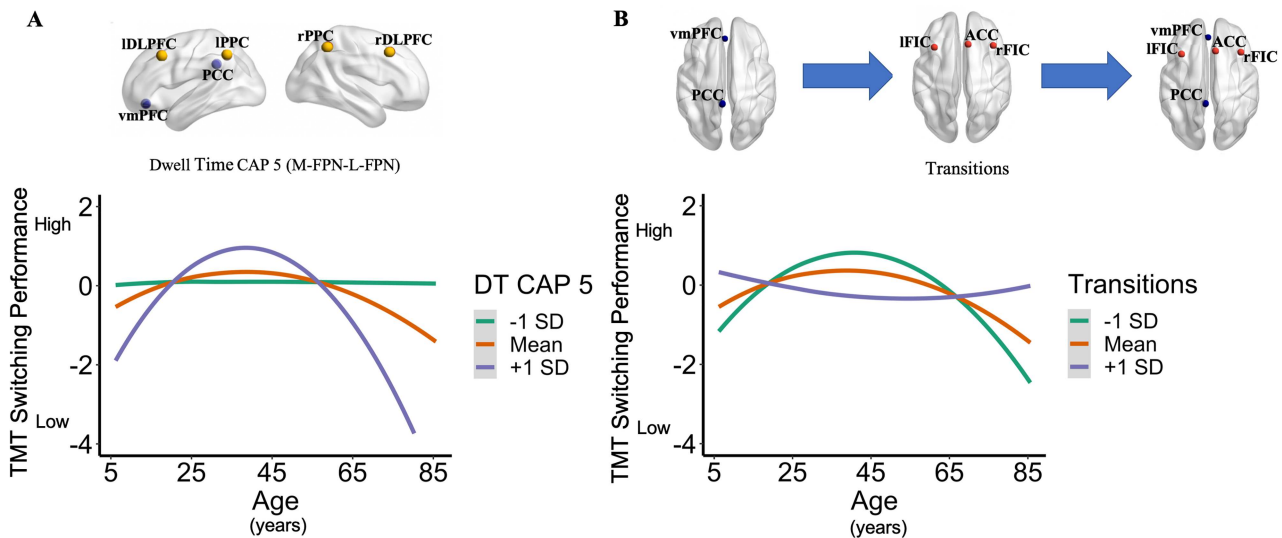 A
lDLPFC
lPPC
PCC
vmPFC
rPPC
rDLPFC
Dwell Time CAP 5 (M-FPN-L-FPN)
TMT Switching Performance
High
Low
2
0
-2
-4
5
25
45
65
85
Age
(years)
DT CAP 5
-1 SD
Mean
+1 SD
B
vmPFC
PCC
lFIC
ACC
rFIC
vmPFC
ACC
lFIC
rFIC
PCC
Transitions
TMT Switching Performance
High
Low
2
0
-2
-4
5
25
45
65
85
Age
(years)
Transitions
-1 SD
Mean
+1 SD